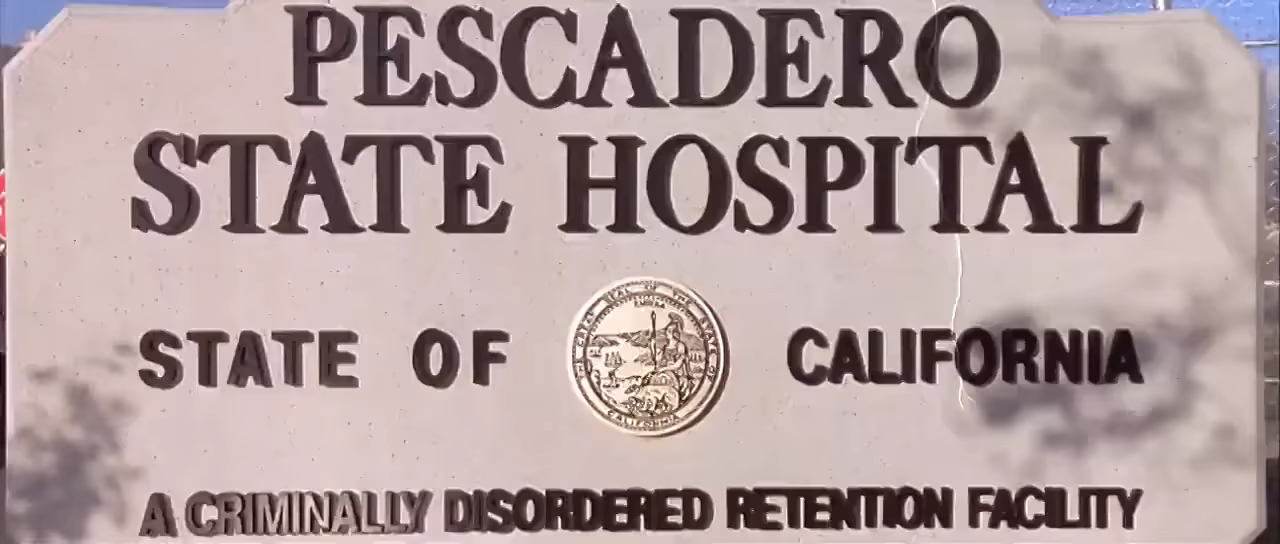 PESCADERO
STATE HOSPITAL
STATE OF CALIFORNIA
A CRIMINALLY DISORDERED RETENTION FACILITY